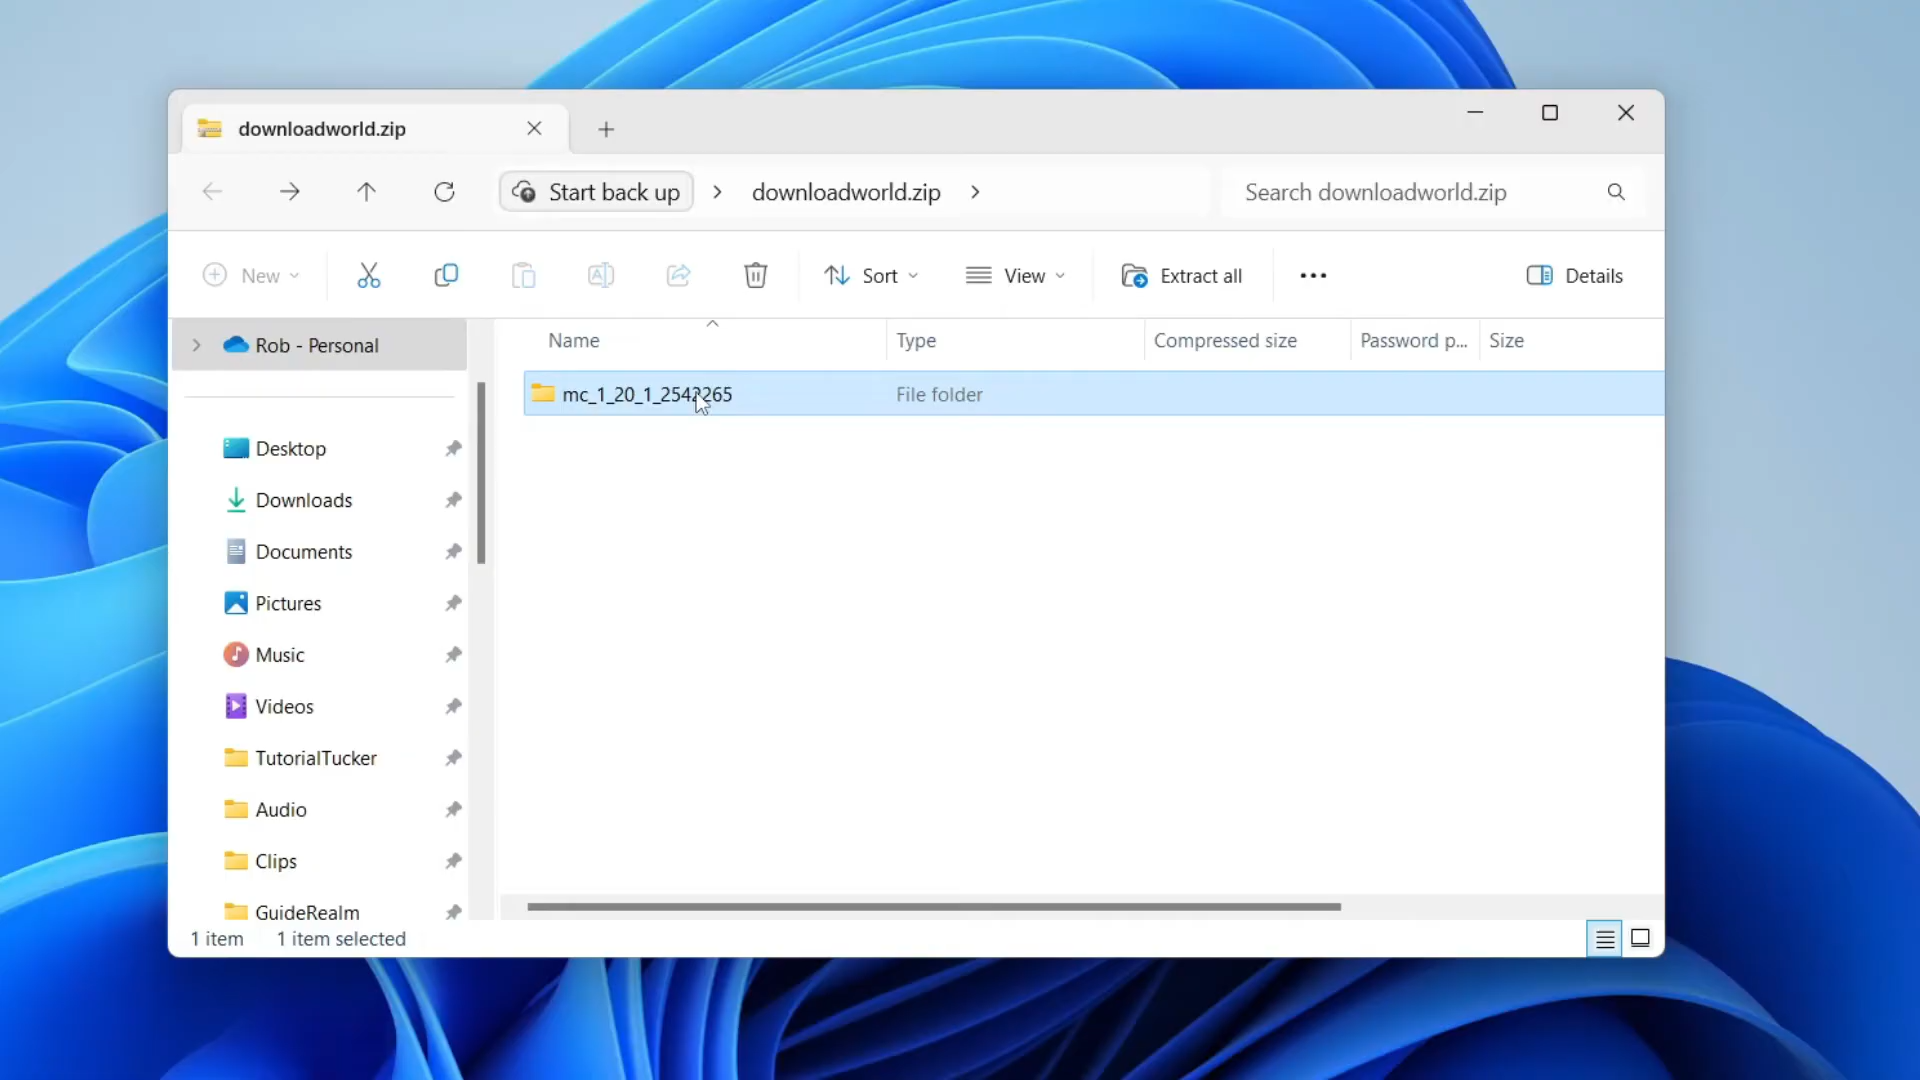 downloadworld.zip
Start back up > downloadworld.zip >
Search downloadworld.zip
New
Sort
View
Extract all
Details
Name Type Compressed size Password p... Size
Rob - Personal
mc_1_20_1_2542265 File folder
Desktop
Downloads
Documents
Pictures
Music
Videos
TutorialTucker
Audio
Clips
GuideRealm
1 item 1 item selected